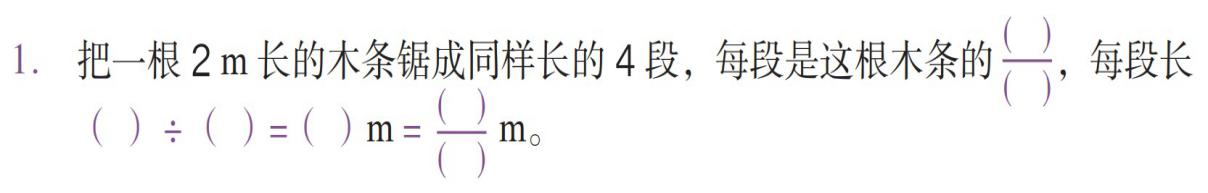 1. 把一根 2 m 长的木条锯成同样长的 4 段，每段是这根木条的 ( )/( )，每段长
( ) ÷ ( ) = ( ) m = ( )/( ) m。